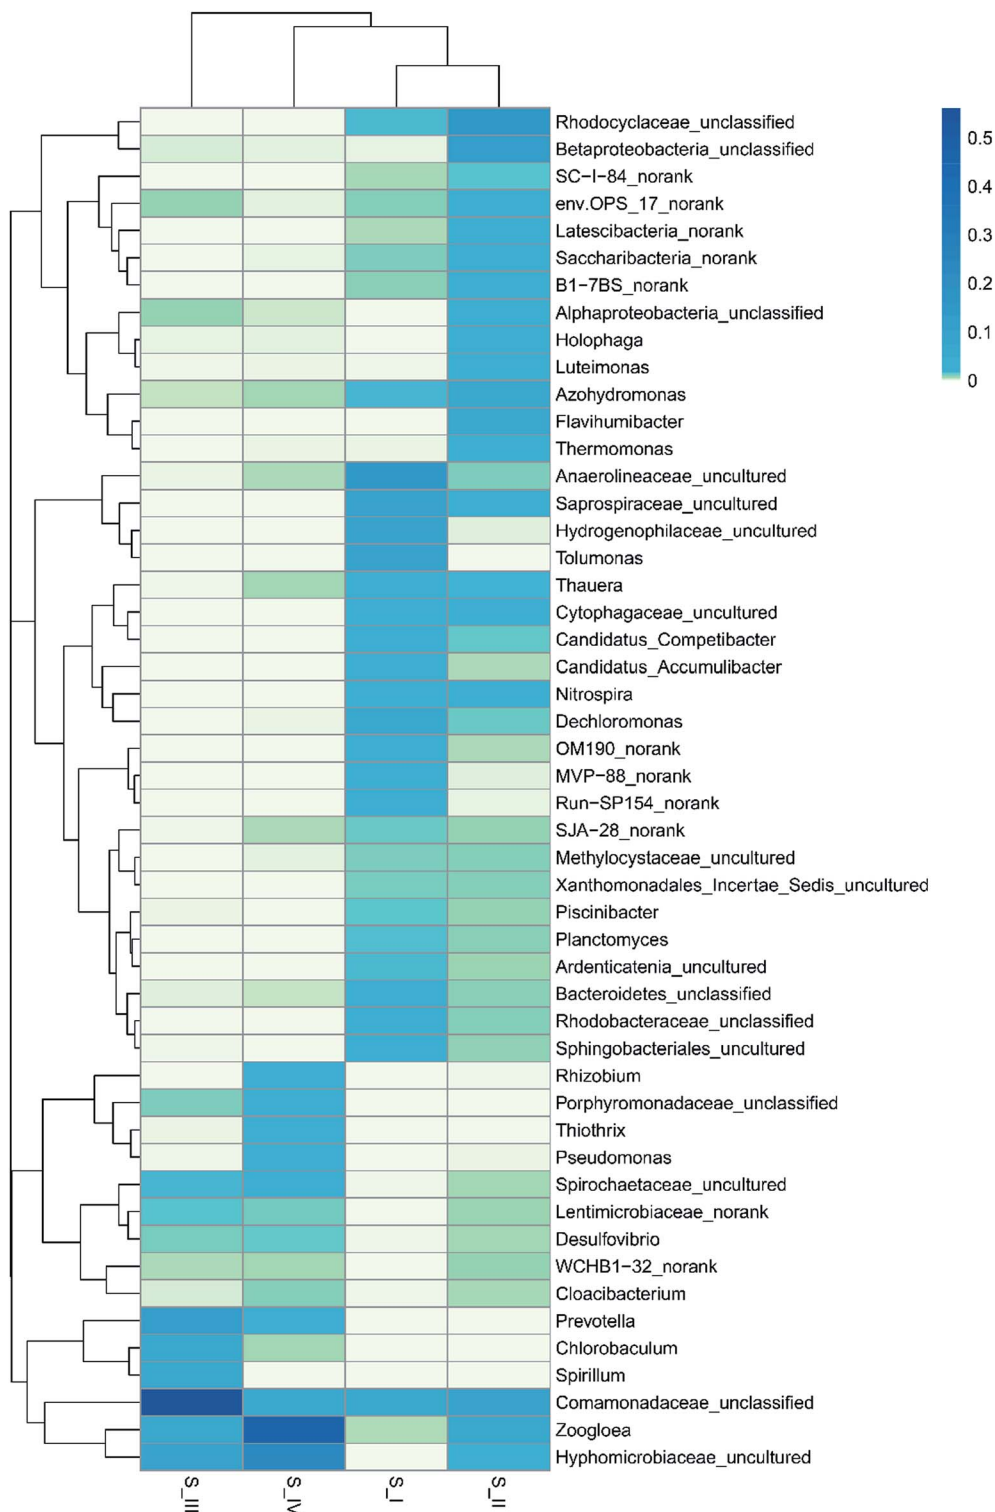 Rhodocyclaceae_unclassified
Betaproteobacteria_unclassified
SC−I−84_norank
env.OPS_17_norank
Latescibacteria_norank
Saccharibacteria_norank
B1−7BS_norank
Alphaproteobacteria_unclassified
Holophaga
Luteimonas
Azohydromonas
Flavihumibacter
Thermomonas
Anaerolineaceae_uncultured
Saprospiraceae_uncultured
Hydrogenophilaceae_uncultured
Tolumonas
Thauera
Cytophagaceae_uncultured
Candidatus_Competibacter
Candidatus_Accumulibacter
Nitrospira
Dechloromonas
OM190_norank
MVP−88_norank
Run−SP154_norank
SJA−28_norank
Methylocystaceae_uncultured
Xanthomonadales_Incertae_Sedis_uncultured
Piscinibacter
Planctomyces
Ardenticatenia_uncultured
Bacteroidetes_unclassified
Rhodobacteraceae_unclassified
Sphingobacteriales_uncultured
Rhizobium
Porphyromonadaceae_unclassified
Thiothrix
Pseudomonas
Spirochaetaceae_uncultured
Lentimicrobiaceae_norank
Desulfovibrio
WCHB1−32_norank
Cloacibacterium
Prevotella
Chlorobaculum
Spirillum
Comamonadaceae_unclassified
Zoogloea
Hyphomicrobiaceae_uncultured
0.5
0.4
0.3
0.2
0.1
0
S_III
S_IV
S_I
S_II